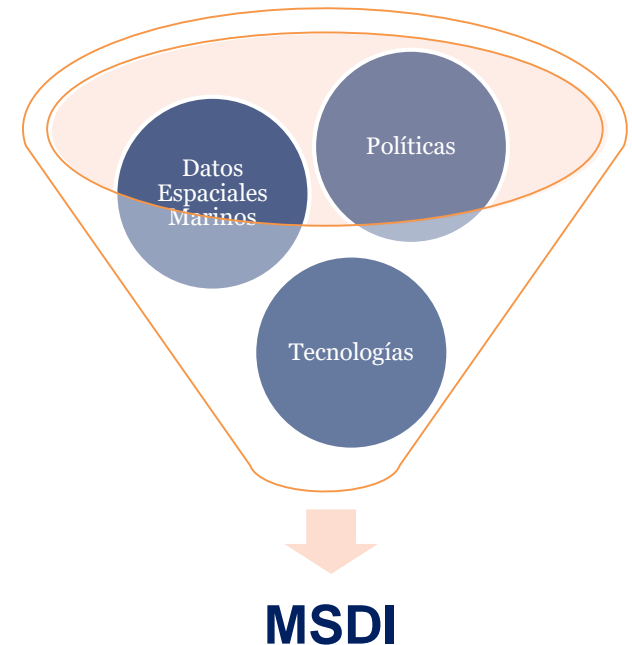 Políticas
Datos
Espaciales
Marinos
Tecnologías
MSDI